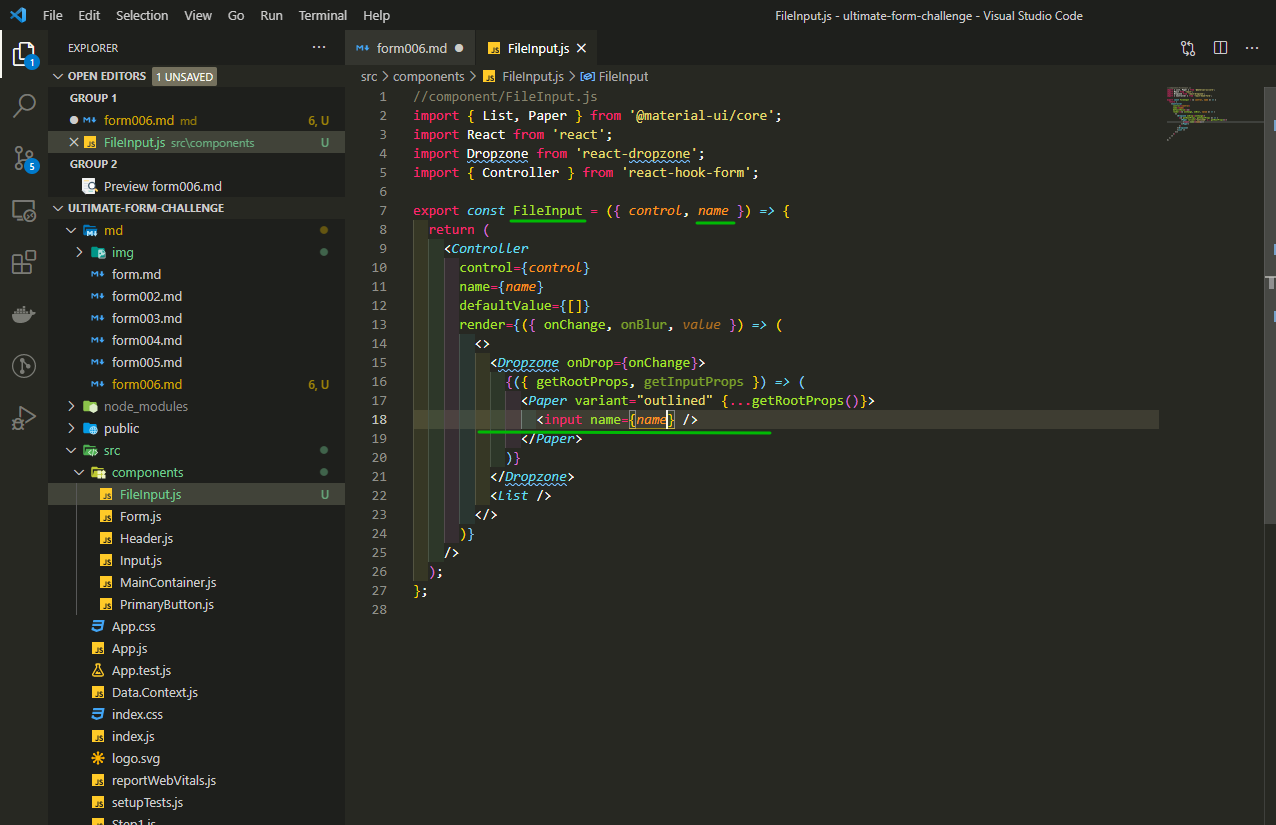 File Edit Selection View Go Run Terminal Help FileInput.js - ultimate-form-challenge - Visual Studio Code
EXPLORER ···
1
5
OPEN EDITORS 1 UNSAVED
GROUP 1
form006.md md 6, U
FileInput.js src\components U
GROUP 2
Preview form006.md
ULTIMATE-FORM-CHALLENGE
md
img
form.md
form002.md
form003.md
form004.md
form005.md
form006.md 6, U
node_modules
public
src
components
FileInput.js U
Form.js
Header.js
Input.js
MainContainer.js
PrimaryButton.js
App.css
App.js
App.test.js
Data.Context.js
index.css
index.js
logo.svg
reportWebVitals.js
setupTests.js
Step1.js
form006.md FileInput.js
src > components > FileInput.js > FileInput
1 //component/FileInput.js
2 import { List, Paper } from '@material-ui/core';
3 import React from 'react';
4 import Dropzone from 'react-dropzone';
5 import { Controller } from 'react-hook-form';
6
7 export const FileInput = ({ control, name }) => {
8 return (
9 <Controller
10 control={control}
11 name={name}
12 defaultValue={[]}
13 render={({ onChange, onBlur, value }) => (
14 <>
15 <Dropzone onDrop={onChange}>
16 {({ getRootProps, getInputProps }) => (
17 <Paper variant="outlined" {...getRootProps()}>
18 <input name={name} />
19 </Paper>
20 )}
21 </Dropzone>
22 <List />
23 </>
24 )}
25 />
26 );
27 };
28